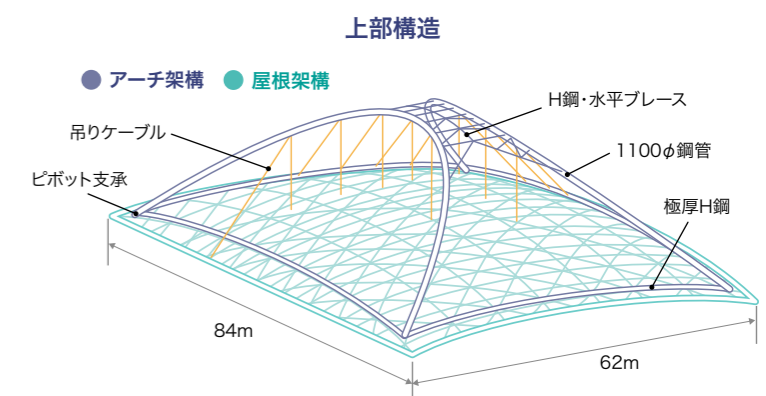 上部構造
アーチ架構
屋根架構
H鋼・水平ブレース
吊りケーブル
1100φ鋼管
ピボット支承
極厚H鋼
84m
62m